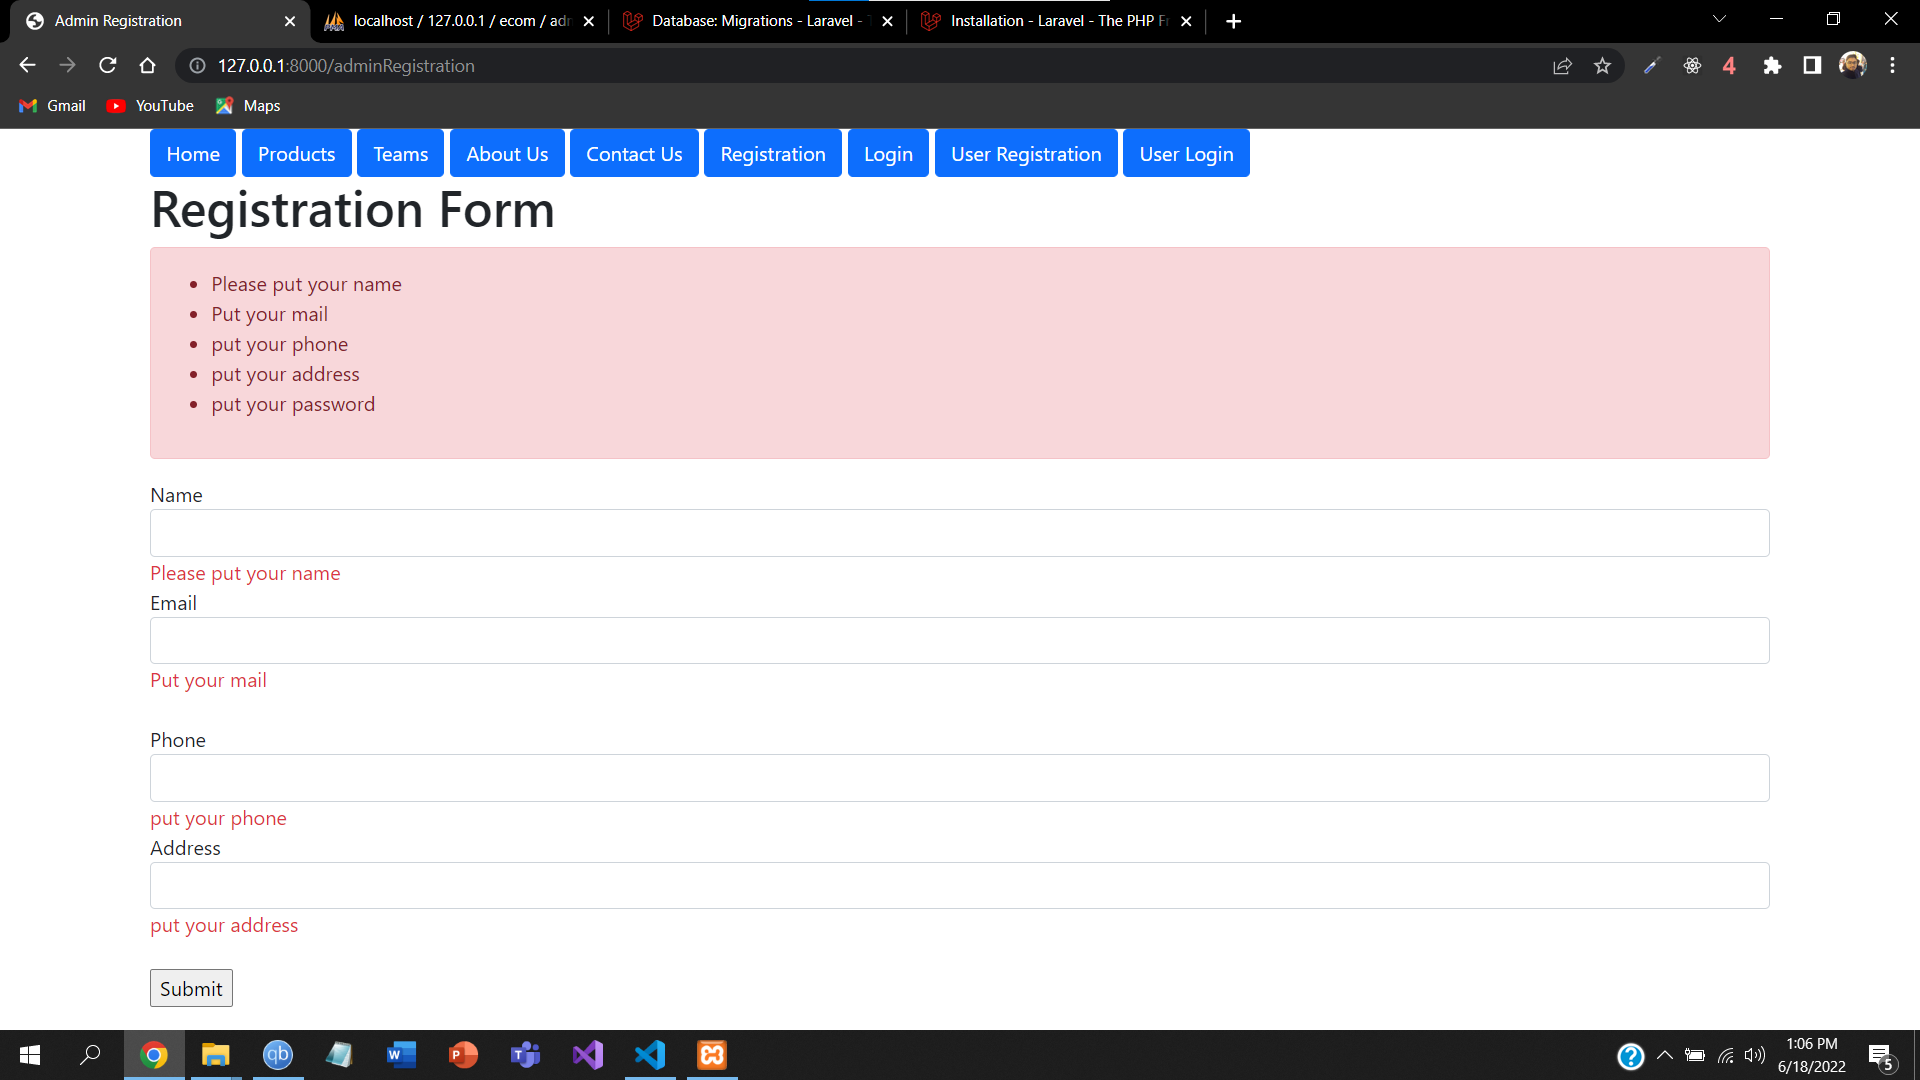 Admin Registration
localhost / 127.0.0.1 / ecom / adm
Database: Migrations - Laravel - T
Installation - Laravel - The PHP Fr
127.0.0.1:8000/adminRegistration
4
Gmail
YouTube
Maps
Home
Products
Teams
About Us
Contact Us
Registration
Login
User Registration
User Login
Registration Form
Please put your name
Put your mail
put your phone
put your address
put your password
Name
Please put your name
Email
Put your mail
Phone
put your phone
Address
put your address
Submit
qb
W
P
T
?
1:06 PM
6/18/2022
5